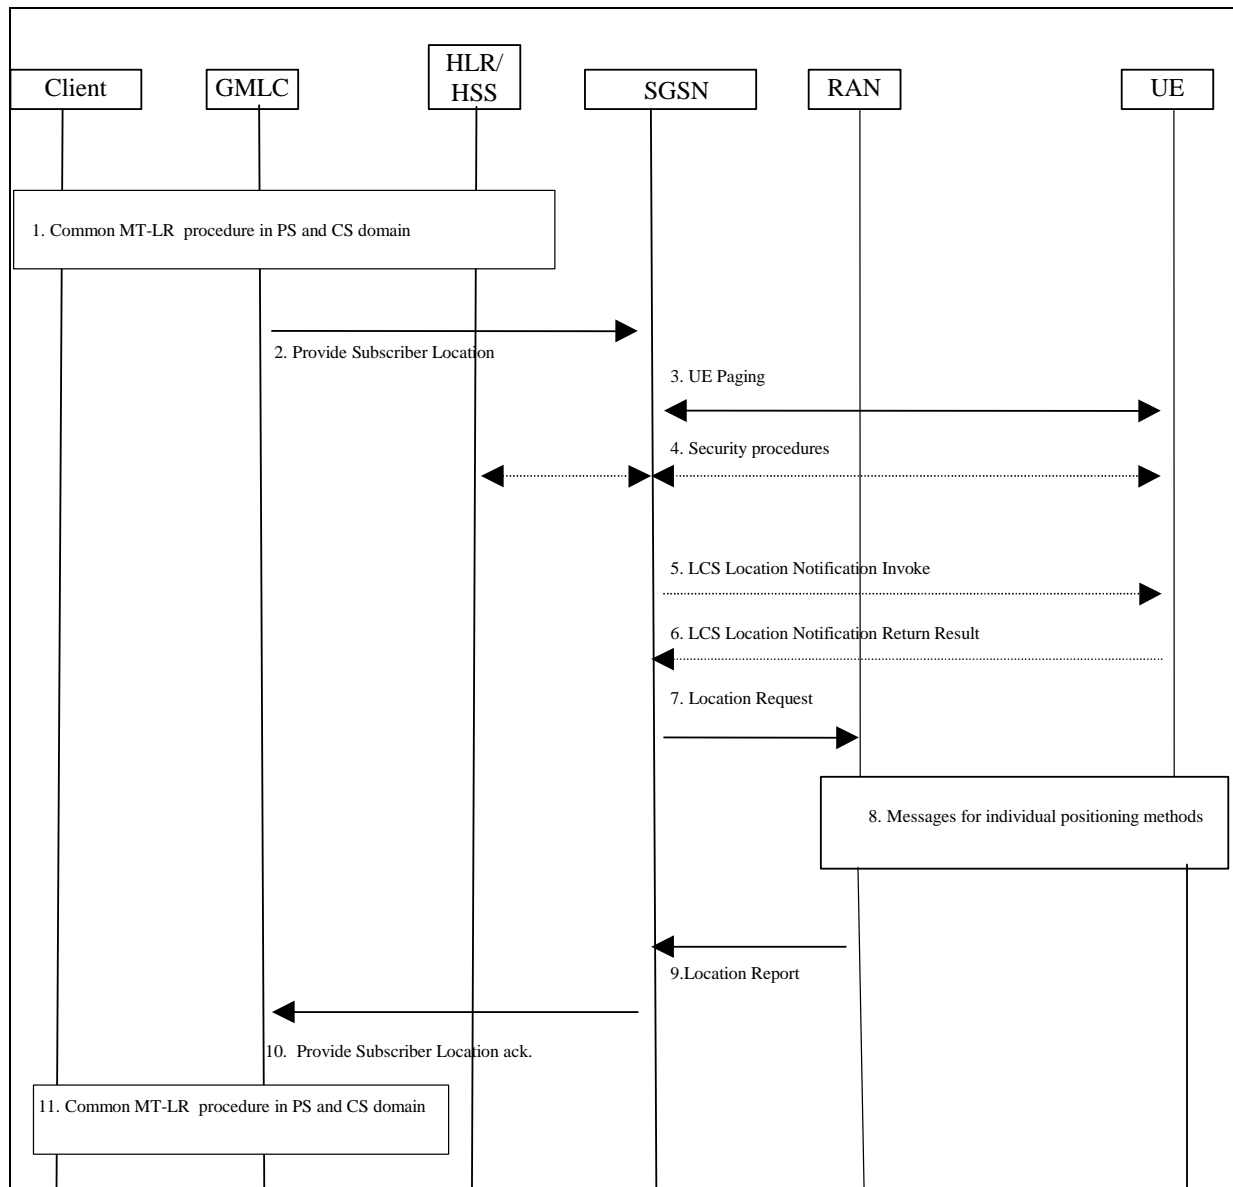 Client
GMLC
HLR/
HSS
SGSN
RAN
UE
1. Common MT-LR  procedure in PS and CS domain
2. Provide Subscriber Location
3. UE Paging
4. Security procedures
5. LCS Location Notification Invoke
6. LCS Location Notification Return Result
7. Location Request
8. Messages for individual positioning methods
9.Location Report
10.  Provide Subscriber Location ack.
11. Common MT-LR  procedure in PS and CS domain